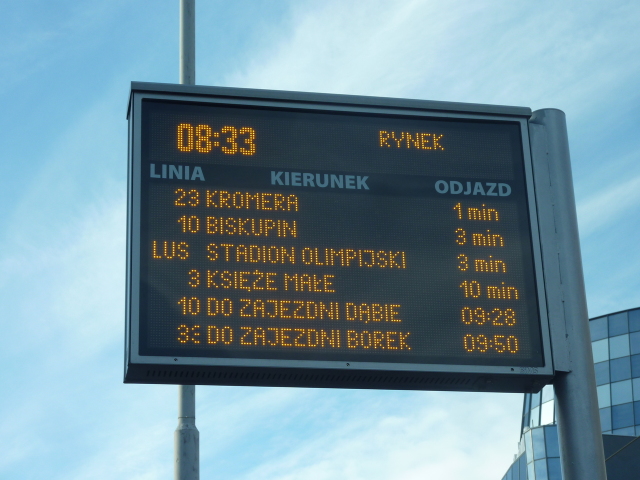 08:33 RYNEK
LINIA KIERUNEK ODJAZD
23 KROMERA 1 min
10 BISKUPIN 3 min
LUS STADION OLIMPIJSKI 3 min
3 KSIĘŻE MAŁE 10 min
10 DO ZAJEZDNI DĄBIE 09:28
DO ZAJEZDNI BOREK 09:50